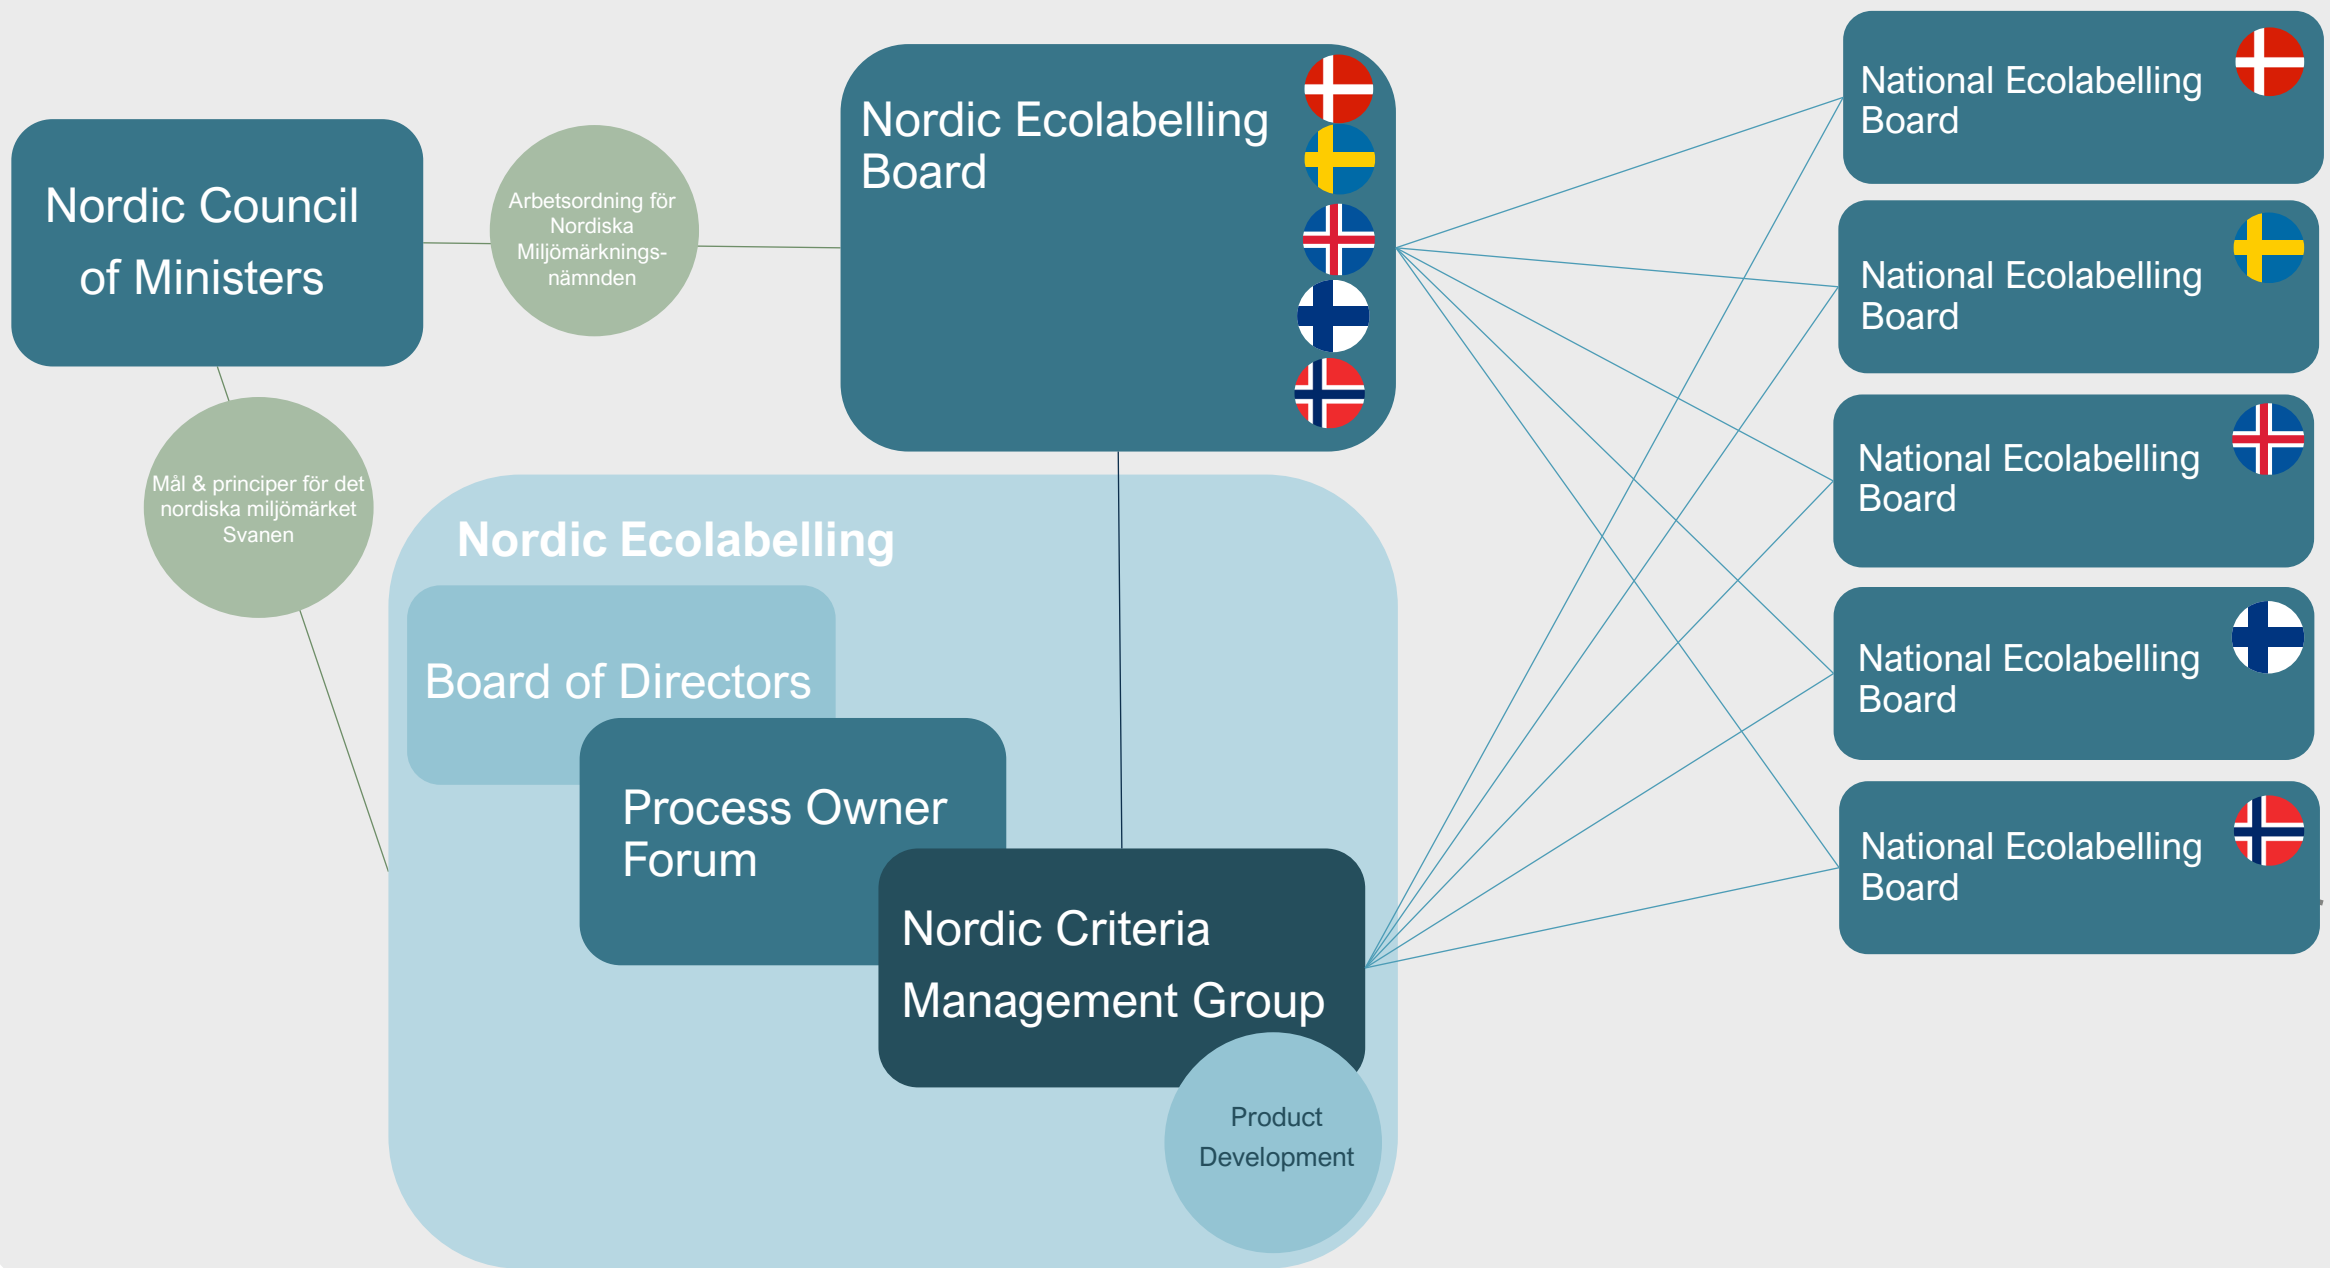 Nordic Council
of Ministers
Arbetsordning för
Nordiska
Miljömärknings-
nämnden
Nordic Ecolabelling
Board
Mål & principer för det
nordiska miljömärket
Svanen
Nordic Ecolabelling
Board of Directors
Process Owner
Forum
Nordic Criteria
Management Group
Product
Development
National Ecolabelling
Board
National Ecolabelling
Board
National Ecolabelling
Board
National Ecolabelling
Board
National Ecolabelling
Board